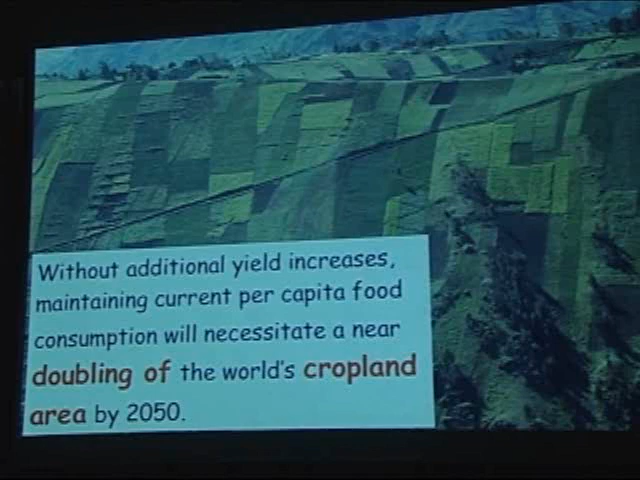 Without additional yield increases,
maintaining current per capita food
consumption will necessitate a near
doubling of the world's cropland
area by 2050.